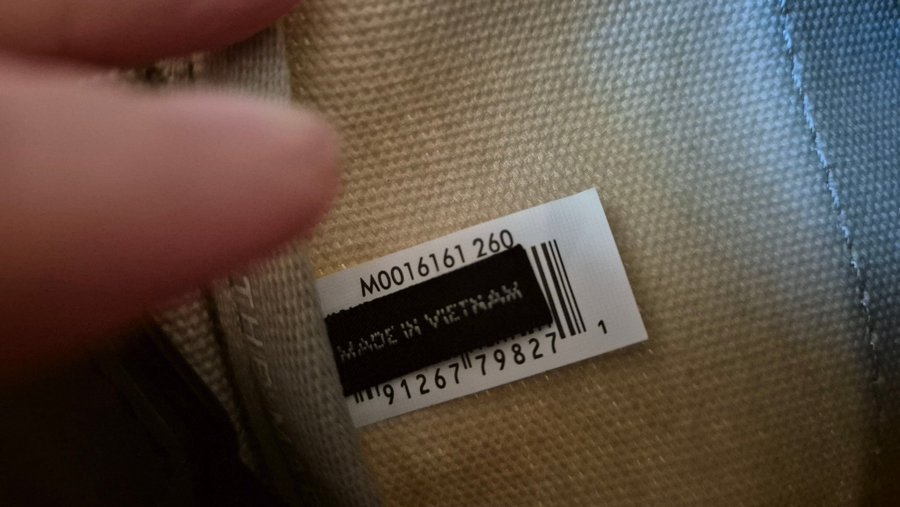 M0016161 260
MADE IN VIETNAM
91267 79827 1